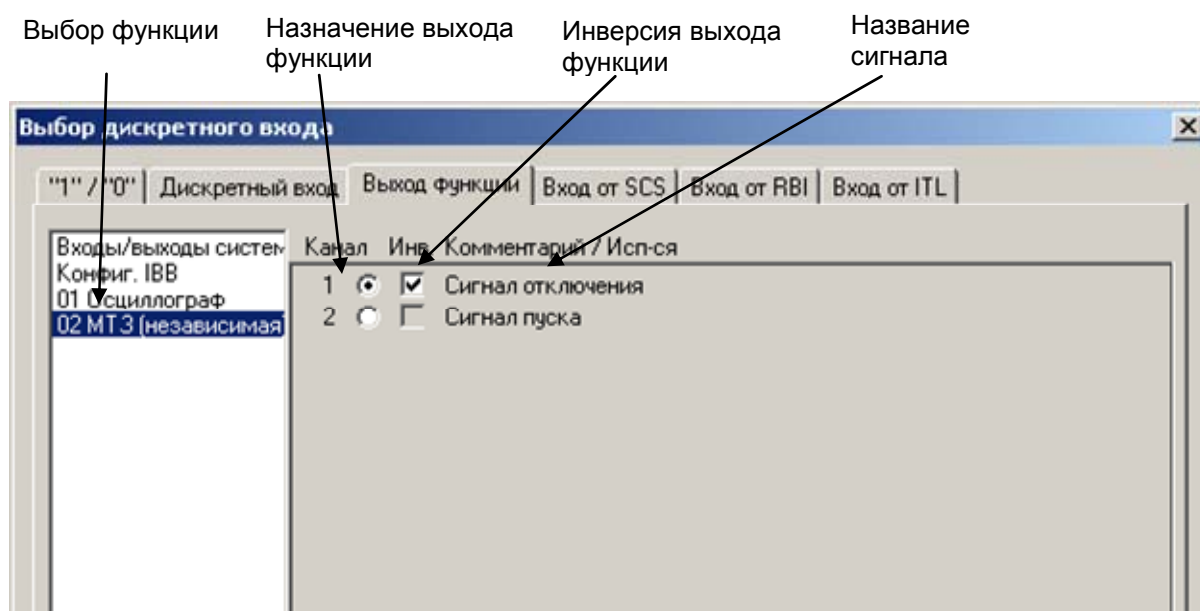 Выбор функции
Назначение выхода
функции
Инверсия выхода
функции
Название
сигнала
Выбор дискретного входа
"1" / "0" Дискретный вход Выход функции Вход от SCS Вход от RBI Вход от ITL
Входы/выходы систем
Конфиг. IBB
01 Осциллограф
02 МТЗ (независимая
Канал Инв Комментарий / Исп-ся
1 Сигнал отключения
2 Сигнал пуска